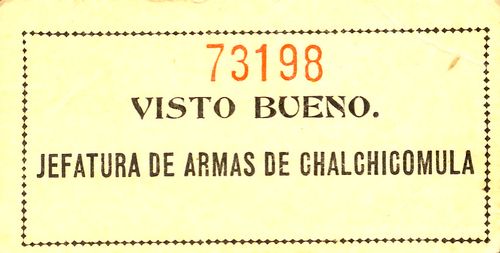 73198
VISTO BUENO.
JEFATURA DE ARMAS DE CHALCHICOMULA